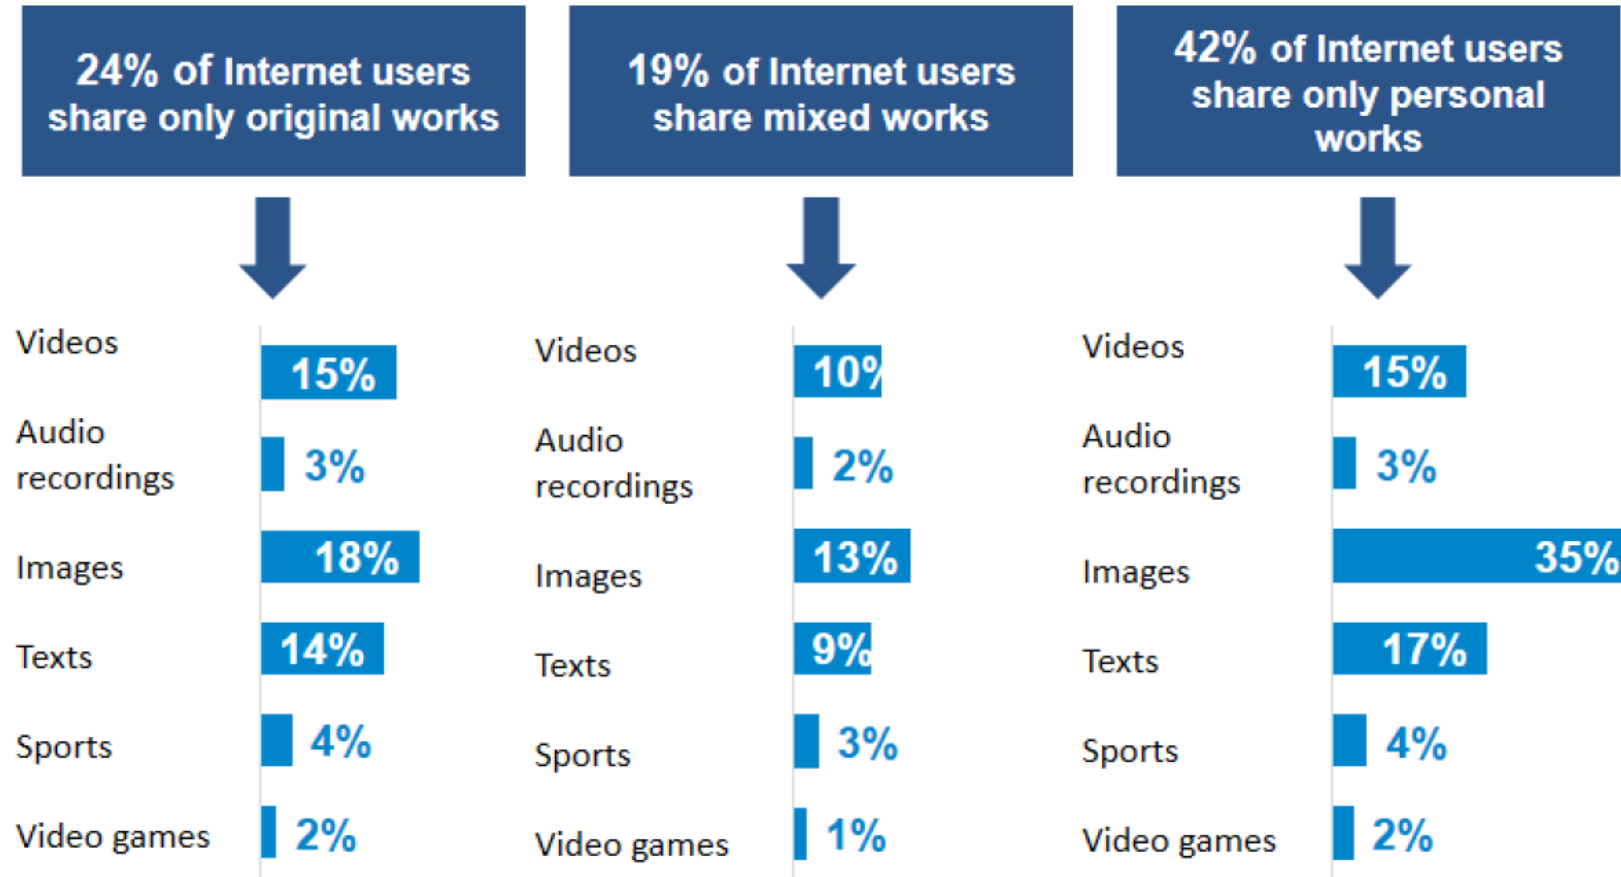 24% of Internet users
share only original works
19% of Internet users
share mixed works
42% of Internet users
share only personal
works
Videos
15%
Audio
recordings
3%
Images
18%
Texts
14%
Sports
4%
Video games
2%
Videos
10%
Audio
recordings
2%
Images
13%
Texts
9%
Sports
3%
Video games
1%
Videos
15%
Audio
recordings
3%
Images
35%
Texts
17%
Sports
4%
Video games
2%